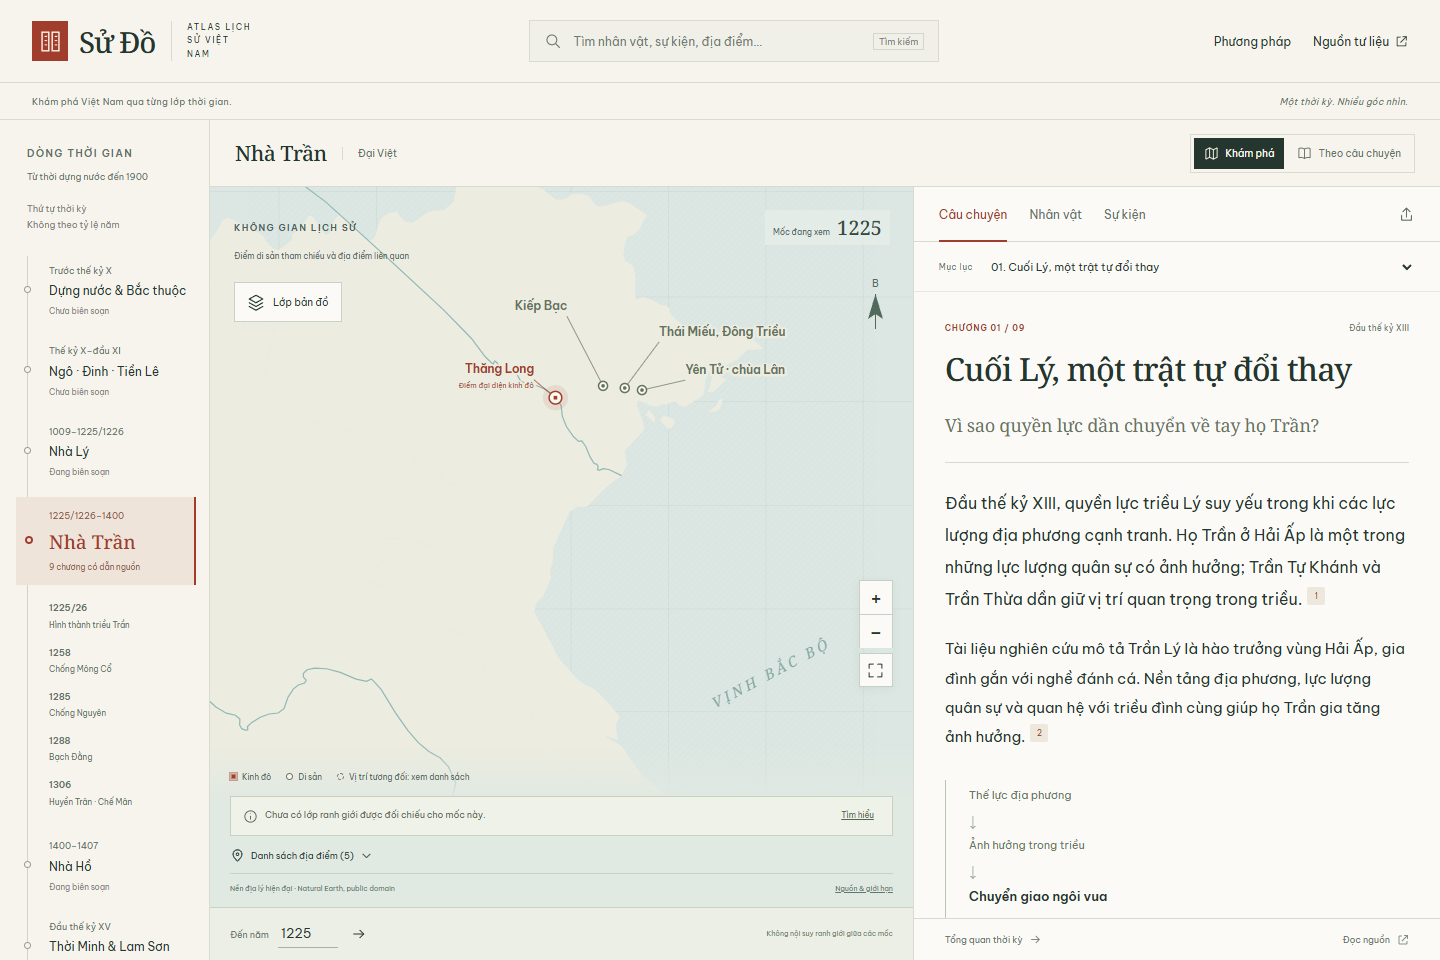 Sử Đồ
ATLAS LỊCH
SỬ VIỆT
NAM
Tìm nhân vật, sự kiện, địa điểm...
Tìm kiếm
Phương pháp
Nguồn tư liệu
Khám phá Việt Nam qua từng lớp thời gian.
Một thời kỳ. Nhiều góc nhìn.
DÒNG THỜI GIAN
Từ thời dựng nước đến 1900
Thứ tự thời kỳ
Không theo tỷ lệ năm
Trước thế kỷ X
Dựng nước & Bắc thuộc
Chưa biên soạn
Thế kỷ X–đầu XI
Ngô · Đinh · Tiền Lê
Chưa biên soạn
1009–1225/1226
Nhà Lý
Đang biên soạn
1225/1226–1400
Nhà Trần
9 chương có dẫn nguồn
1225/26
Hình thành triều Trần
1258
Chống Mông Cổ
1285
Chống Nguyên
1288
Bạch Đằng
1306
Huyền Trân · Chế Mân
1400–1407
Nhà Hồ
Đang biên soạn
Đầu thế kỷ XV
Thời Minh & Lam Sơn
Nhà Trần
Đại Việt
Khám phá
Theo câu chuyện
KHÔNG GIAN LỊCH SỬ
Điểm di sản tham chiếu và địa điểm liên quan
Lớp bản đồ
Mốc đang xem 1225
B
Kiếp Bạc
Thái Miếu, Đông Triều
Thăng Long
Điểm đại diện kinh đô
Yên Tử · chùa Lân
+
−
VỊNH BẮC BỘ
Kinh đô
Di sản
Vị trí tương đối: xem danh sách
Chưa có lớp ranh giới được đối chiếu cho mốc này.
Tìm hiểu
Danh sách địa điểm (5)
Nền địa lý hiện đại · Natural Earth, public domain
Nguồn & giới hạn
Đến năm
1225
Không nội suy ranh giới giữa các mốc
Câu chuyện
Nhân vật
Sự kiện
Mục lục
01. Cuối Lý, một trật tự đổi thay
CHƯƠNG 01 / 09
Đầu thế kỷ XIII
Cuối Lý, một trật tự đổi thay
Vì sao quyền lực dần chuyển về tay họ Trần?
Đầu thế kỷ XIII, quyền lực triều Lý suy yếu trong khi các lực
lượng địa phương cạnh tranh. Họ Trần ở Hải Ấp là một trong
những lực lượng quân sự có ảnh hưởng; Trần Tự Khánh và
Trần Thừa dần giữ vị trí quan trọng trong triều. 1
Tài liệu nghiên cứu mô tả Trần Lý là hào trưởng vùng Hải Ấp, gia
đình gắn với nghề đánh cá. Nền tảng địa phương, lực lượng
quân sự và quan hệ với triều đình cùng giúp họ Trần gia tăng
ảnh hưởng. 2
Thế lực địa phương
↓
Ảnh hưởng trong triều
↓
Chuyển giao ngôi vua
Tổng quan thời kỳ →
Đọc nguồn